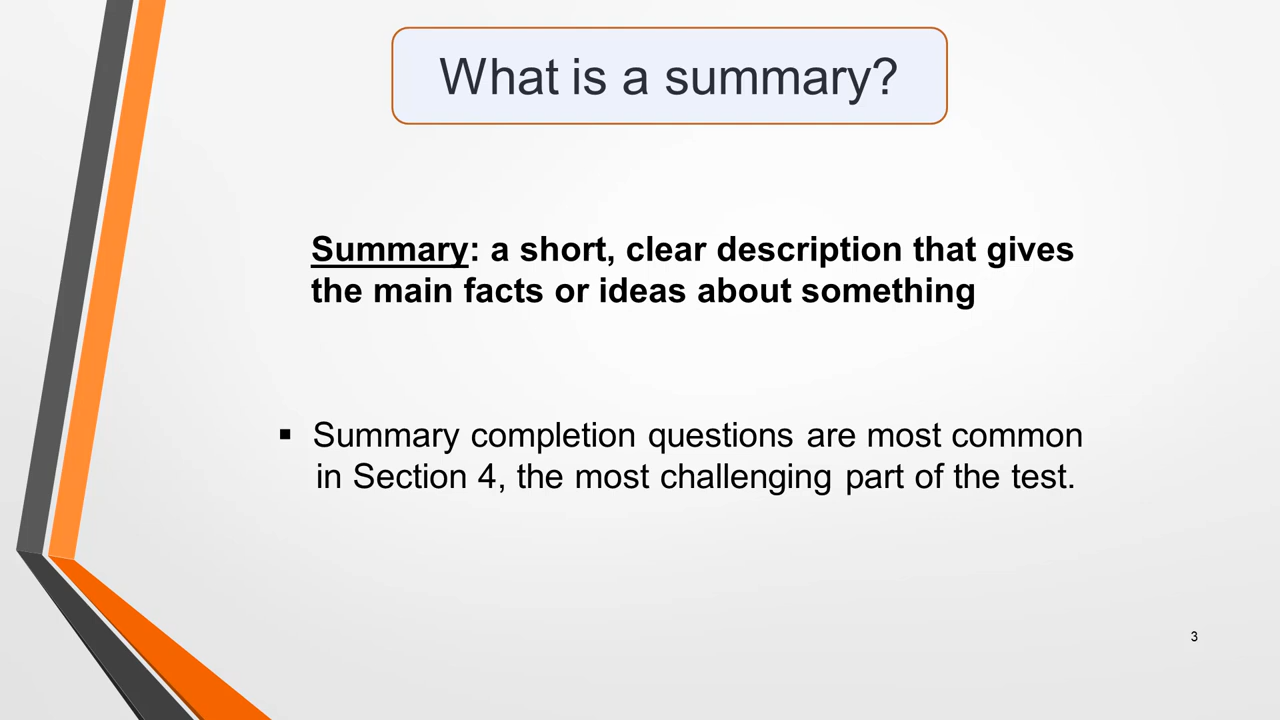 What is a summary?
Summary: a short, clear description that gives
the main facts or ideas about something
▪ Summary completion questions are most common
in Section 4, the most challenging part of the test.
3